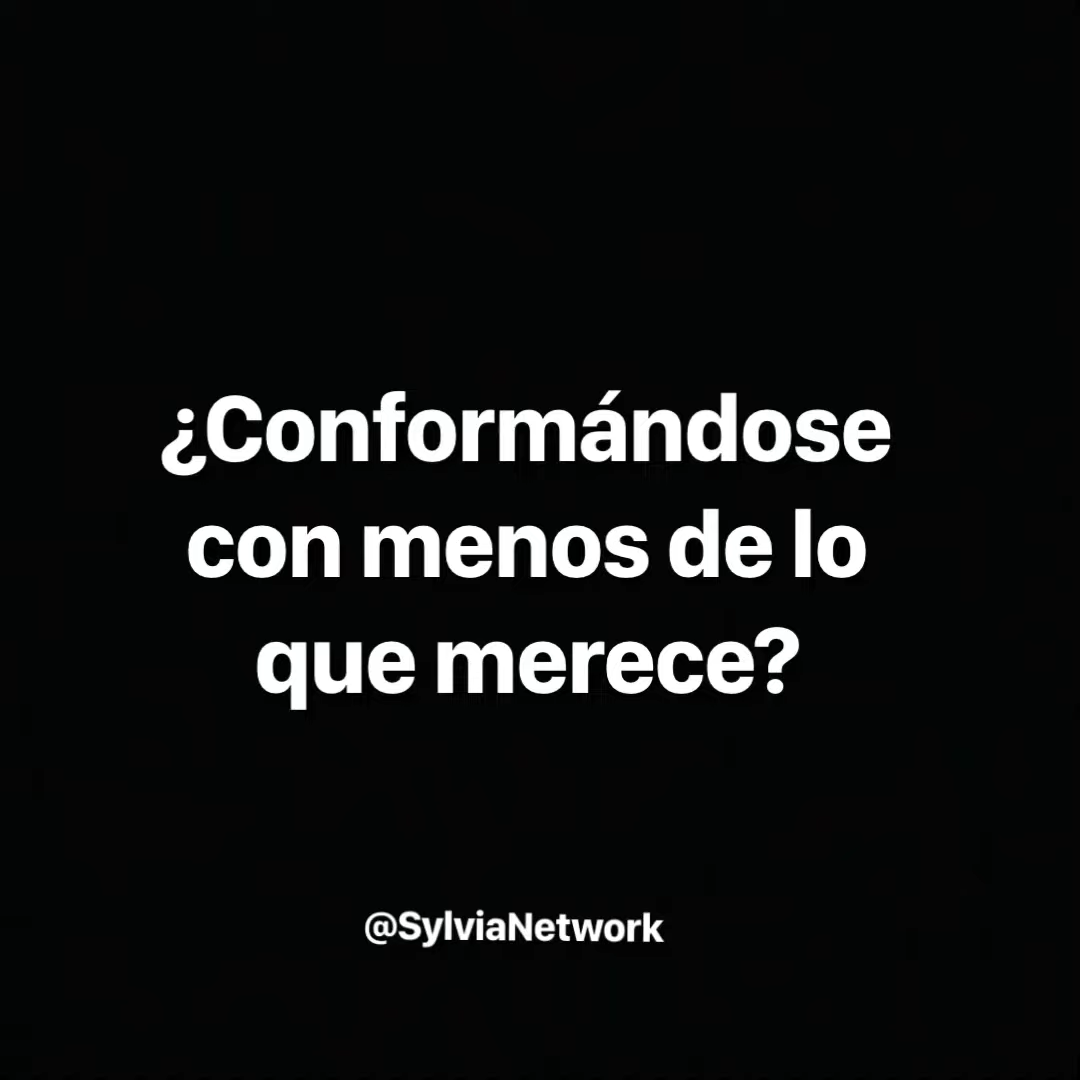 ¿Conformándose
con menos de lo
que merece?
@SylviaNetwork